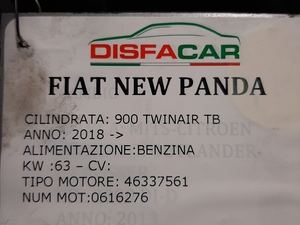 DISFACAR
FIAT NEW PANDA
CILINDRATA: 900 TWINAIR TB
ANNO: 2018 ->
ALIMENTAZIONE:BENZINA
KW :63 – CV:
TIPO MOTORE: 46337561
NUM MOT:0616276